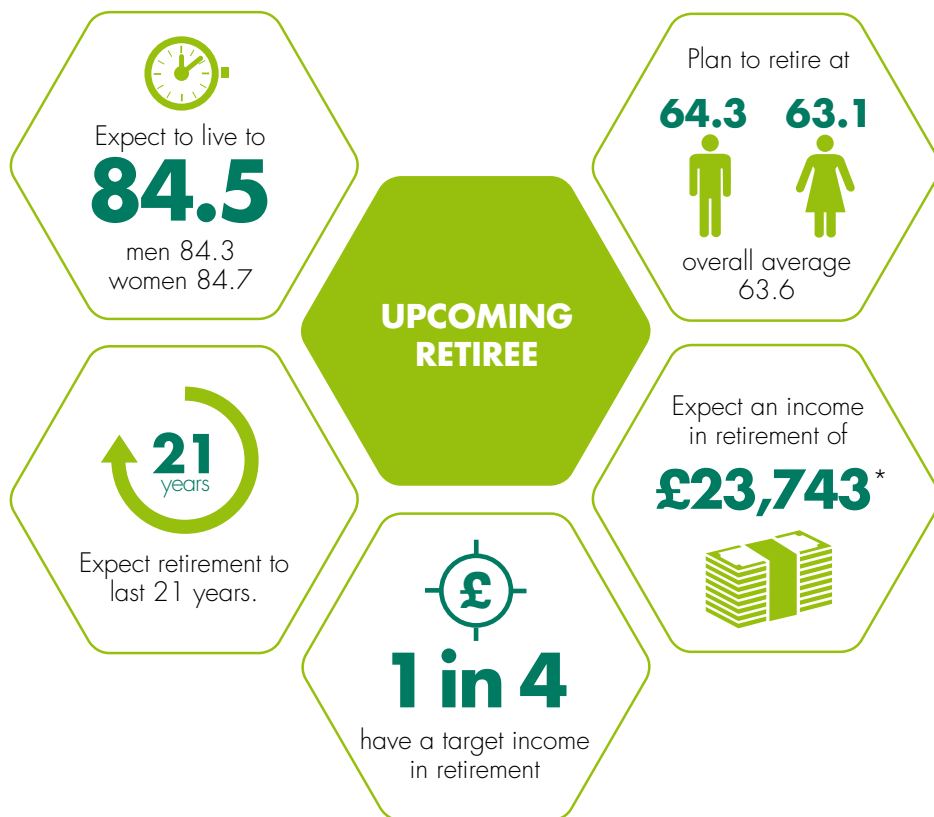 Expect to live to
84.5
men 84.3
women 84.7
Plan to retire at
64.3 63.1
overall average
63.6
UPCOMING
RETIREE
21
years
Expect retirement to
last 21 years.
Expect an income
in retirement of
£23,743*
£
1 in 4
have a target income
in retirement